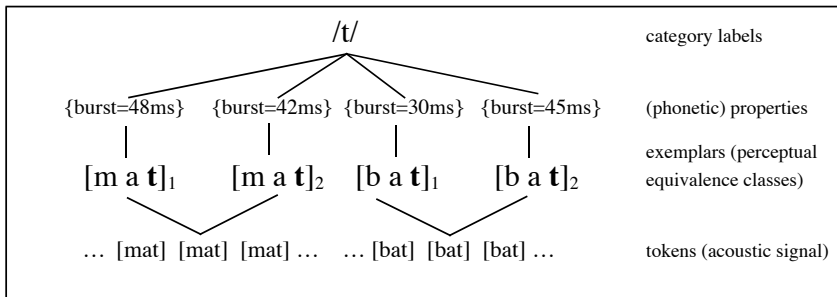 /t/ category labels
{burst=48ms} {burst=42ms} {burst=30ms} {burst=45ms} (phonetic) properties
exemplars (perceptual
[m a t]1 [m a t]2 [b a t]1 [b a t]2 equivalence classes)
… [mat] [mat] [mat] … … [bat] [bat] [bat] … tokens (acoustic signal)